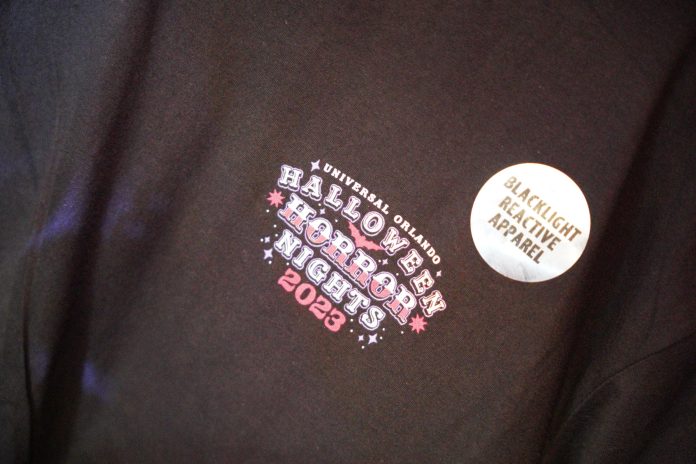 UNIVERSAL ORLANDO
HALLOWEEN
HORROR
NIGHTS
2023
BLACKLIGHT
REACTIVE
APPAREL